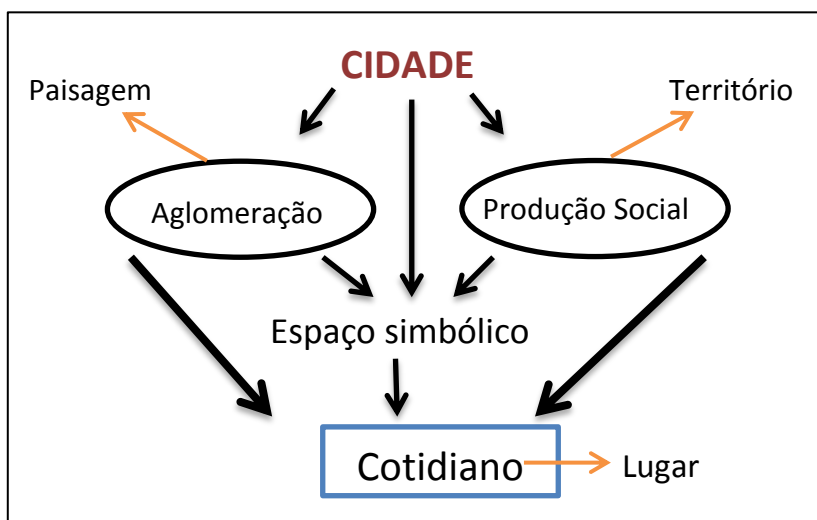 CIDADE
Paisagem
Território
Aglomeração
Produção Social
Espaço simbólico
Cotidiano
Lugar